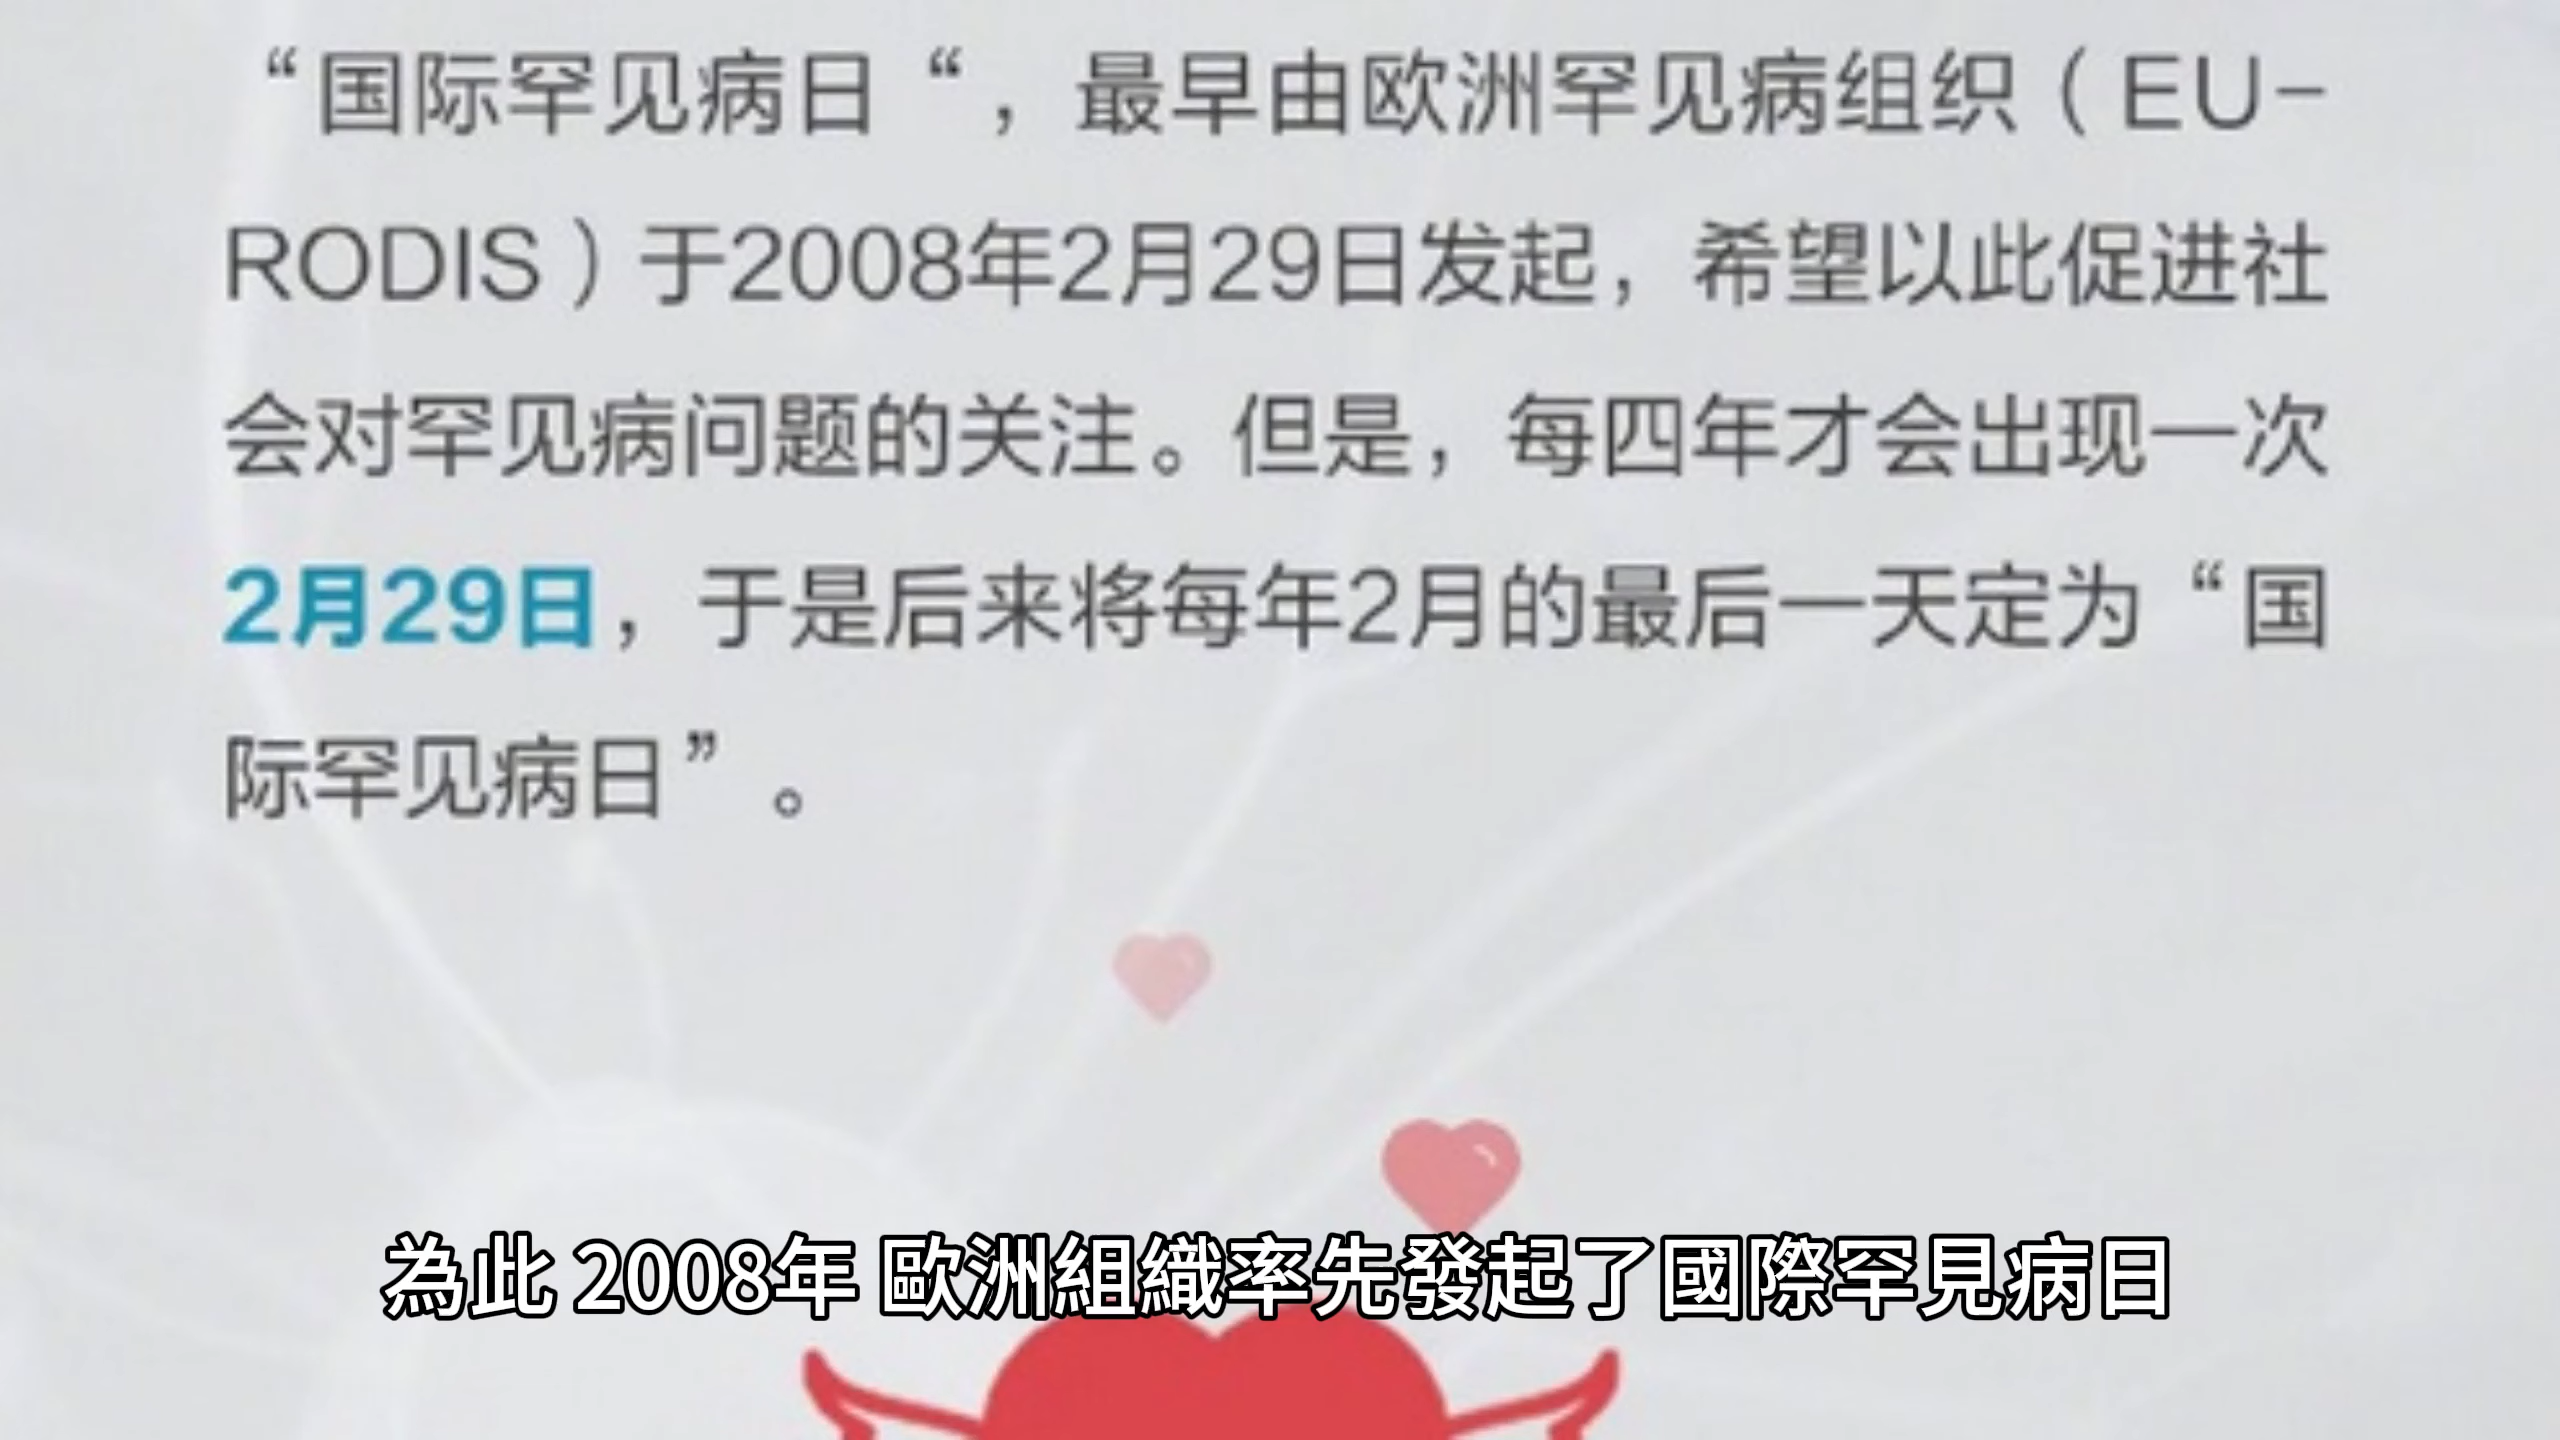 “国际罕见病日“，最早由欧洲罕见病组织（EU-
RODIS）于2008年2月29日发起，希望以此促进社
会对罕见病问题的关注。但是，每四年才会出现一次
2月29日，于是后来将每年2月的最后一天定为“国
际罕见病日”。
為此 2008年 歐洲組織率先發起了國際罕見病日